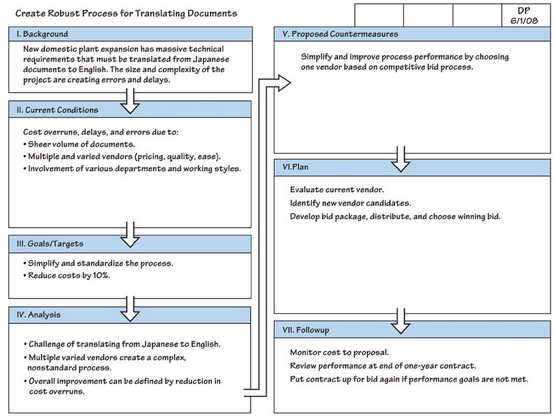 Create Robust Process for Translating Documents
DP
6/1/08
I. Background
New domestic plant expansion has massive technical
requirements that must be translated from Japanese
documents to English. The size and complexity of the
project are creating errors and delays.
II. Current Conditions
Cost overruns, delays, and errors due to:
• Sheer volume of documents.
• Multiple and varied vendors (pricing, quality, ease).
• Involvement of various departments and working styles.
III. Goals/Targets
• Simplify and standardize the process.
• Reduce costs by 10%.
IV. Analysis
• Challenge of translating from Japanese to English.
• Multiple varied vendors create a complex,
nonstandard process.
• Overall improvement can be defined by reduction in
cost overruns.
V. Proposed Countermeasures
Simplify and improve process performance by choosing
one vendor based on competitive bid process.
VI.Plan
Evaluate current vendor.
Identify new vendor candidates.
Develop bid package, distribute, and choose winning bid.
VII. Followup
Monitor cost to proposal.
Review performance at end of one-year contract.
Put contract up for bid again if performance goals are not met.